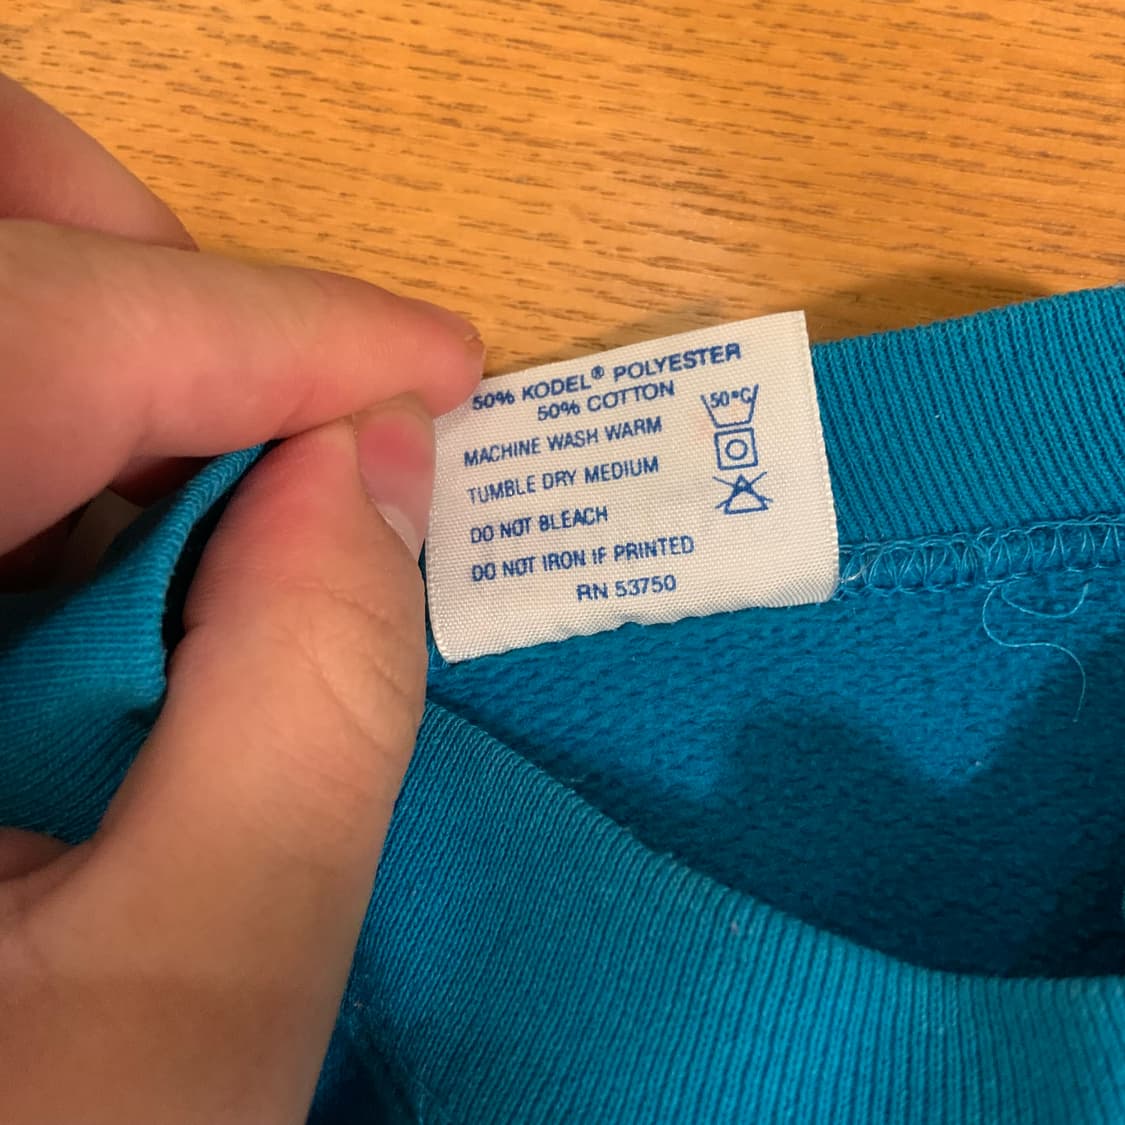 50% KODEL® POLYESTER
50% COTTON
MACHINE WASH WARM
TUMBLE DRY MEDIUM
DO NOT BLEACH
DO NOT IRON IF PRINTED
RN 53750
50°C